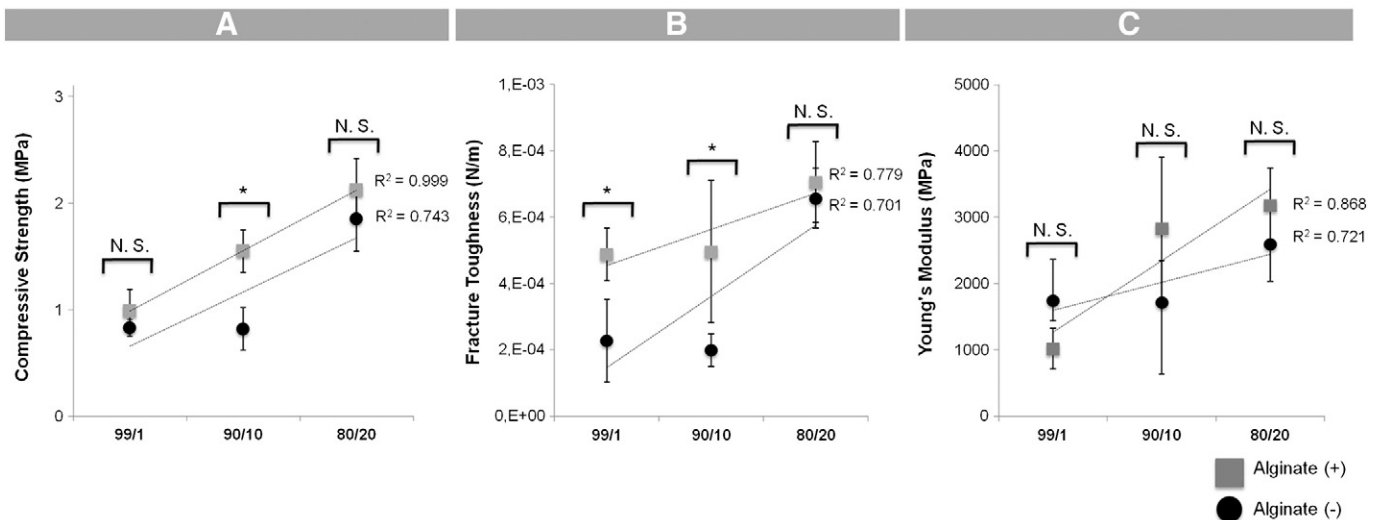 A
B
C
Compressive Strength (MPa)
3
2
1
0
N. S.
*
N. S.
R² = 0.999
R² = 0.743
99/1
90/10
80/20
Fracture Toughness (N/m)
1,E-03
8,E-04
6,E-04
4,E-04
2,E-04
0,E+00
*
*
N. S.
R² = 0.779
R² = 0.701
99/1
90/10
80/20
Young's Modulus (MPa)
5000
4000
3000
2000
1000
0
N. S.
N. S.
N. S.
R² = 0.868
R² = 0.721
99/1
90/10
80/20
Alginate (+)
Alginate (-)